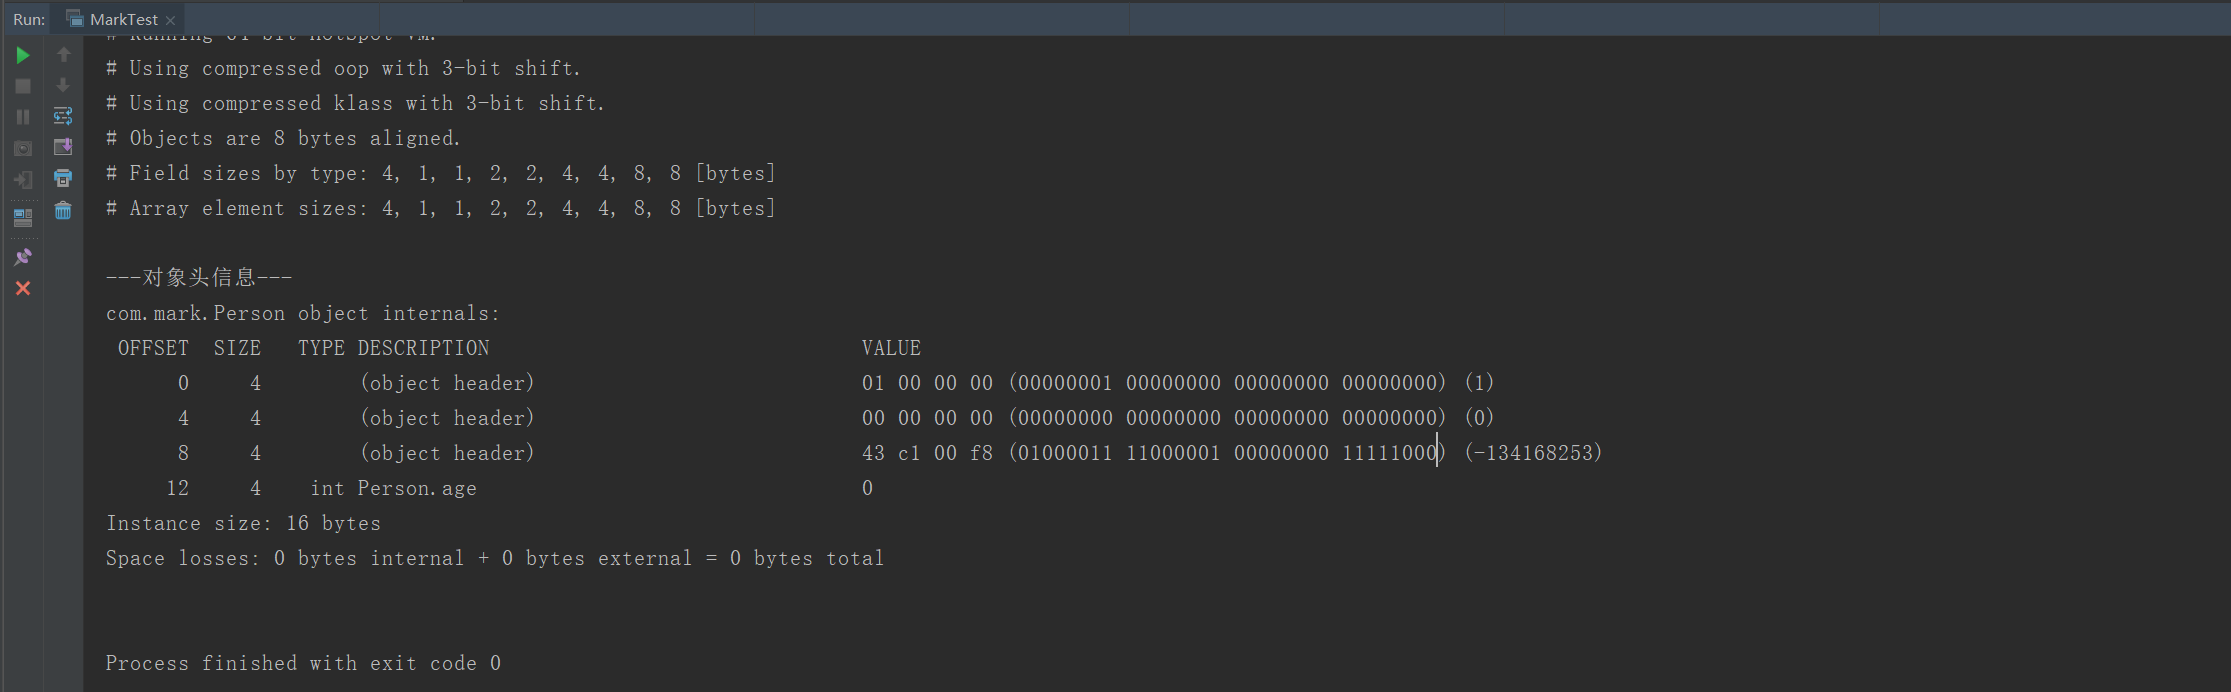 Run: MarkTest
# Running 64 bit HotSpot VM.
# Using compressed oop with 3-bit shift.
# Using compressed klass with 3-bit shift.
# Objects are 8 bytes aligned.
# Field sizes by type: 4, 1, 1, 2, 2, 4, 4, 8, 8 [bytes]
# Array element sizes: 4, 1, 1, 2, 2, 4, 4, 8, 8 [bytes]
---对象头信息---
com.mark.Person object internals:
OFFSET SIZE TYPE DESCRIPTION VALUE
0 4 (object header) 01 00 00 00 (00000001 00000000 00000000 00000000) (1)
4 4 (object header) 00 00 00 00 (00000000 00000000 00000000 00000000) (0)
8 4 (object header) 43 c1 00 f8 (01000011 11000001 00000000 11111000) (-134168253)
12 4 int Person.age 0
Instance size: 16 bytes
Space losses: 0 bytes internal + 0 bytes external = 0 bytes total
Process finished with exit code 0